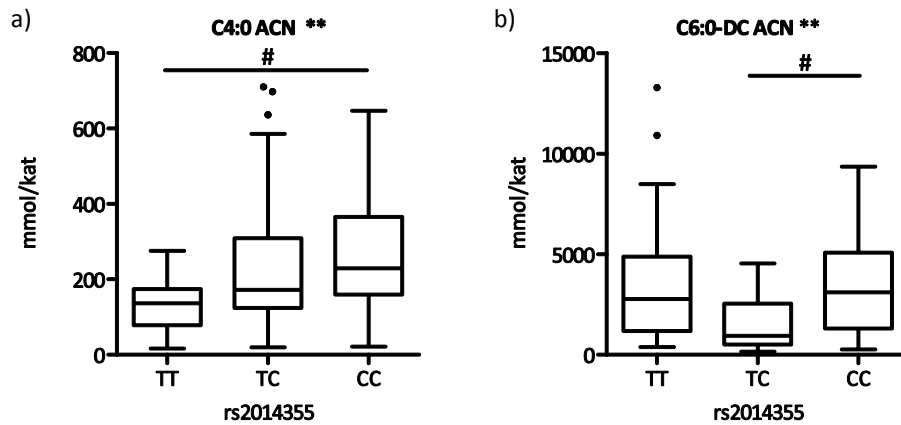 a)
C4:0 ACN **
#
800
600
400
200
0
mmol/kat
TT TC CC
rs2014355
b)
C6:0-DC ACN **
#
15000
10000
5000
0
mmol/kat
TT TC CC
rs2014355